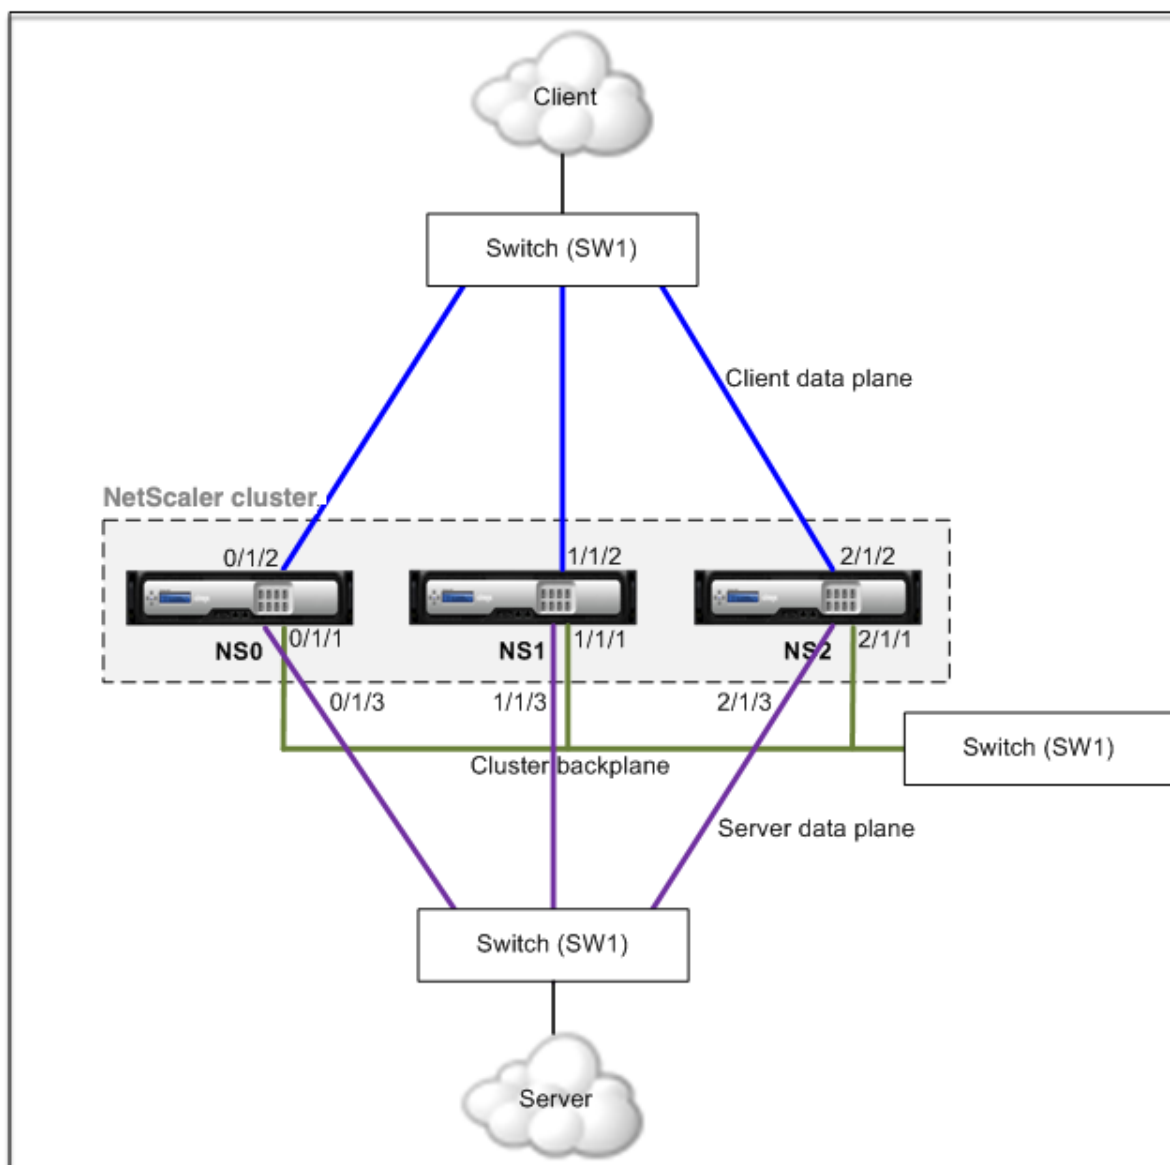 Client
Switch (SW1)
Client data plane
NetScaler cluster
0/1/2
1/1/2
2/1/2
0/1/1
1/1/1
2/1/1
NS0
NS1
NS2
0/1/3
1/1/3
2/1/3
Switch (SW1)
Cluster backplane
Server data plane
Switch (SW1)
Server